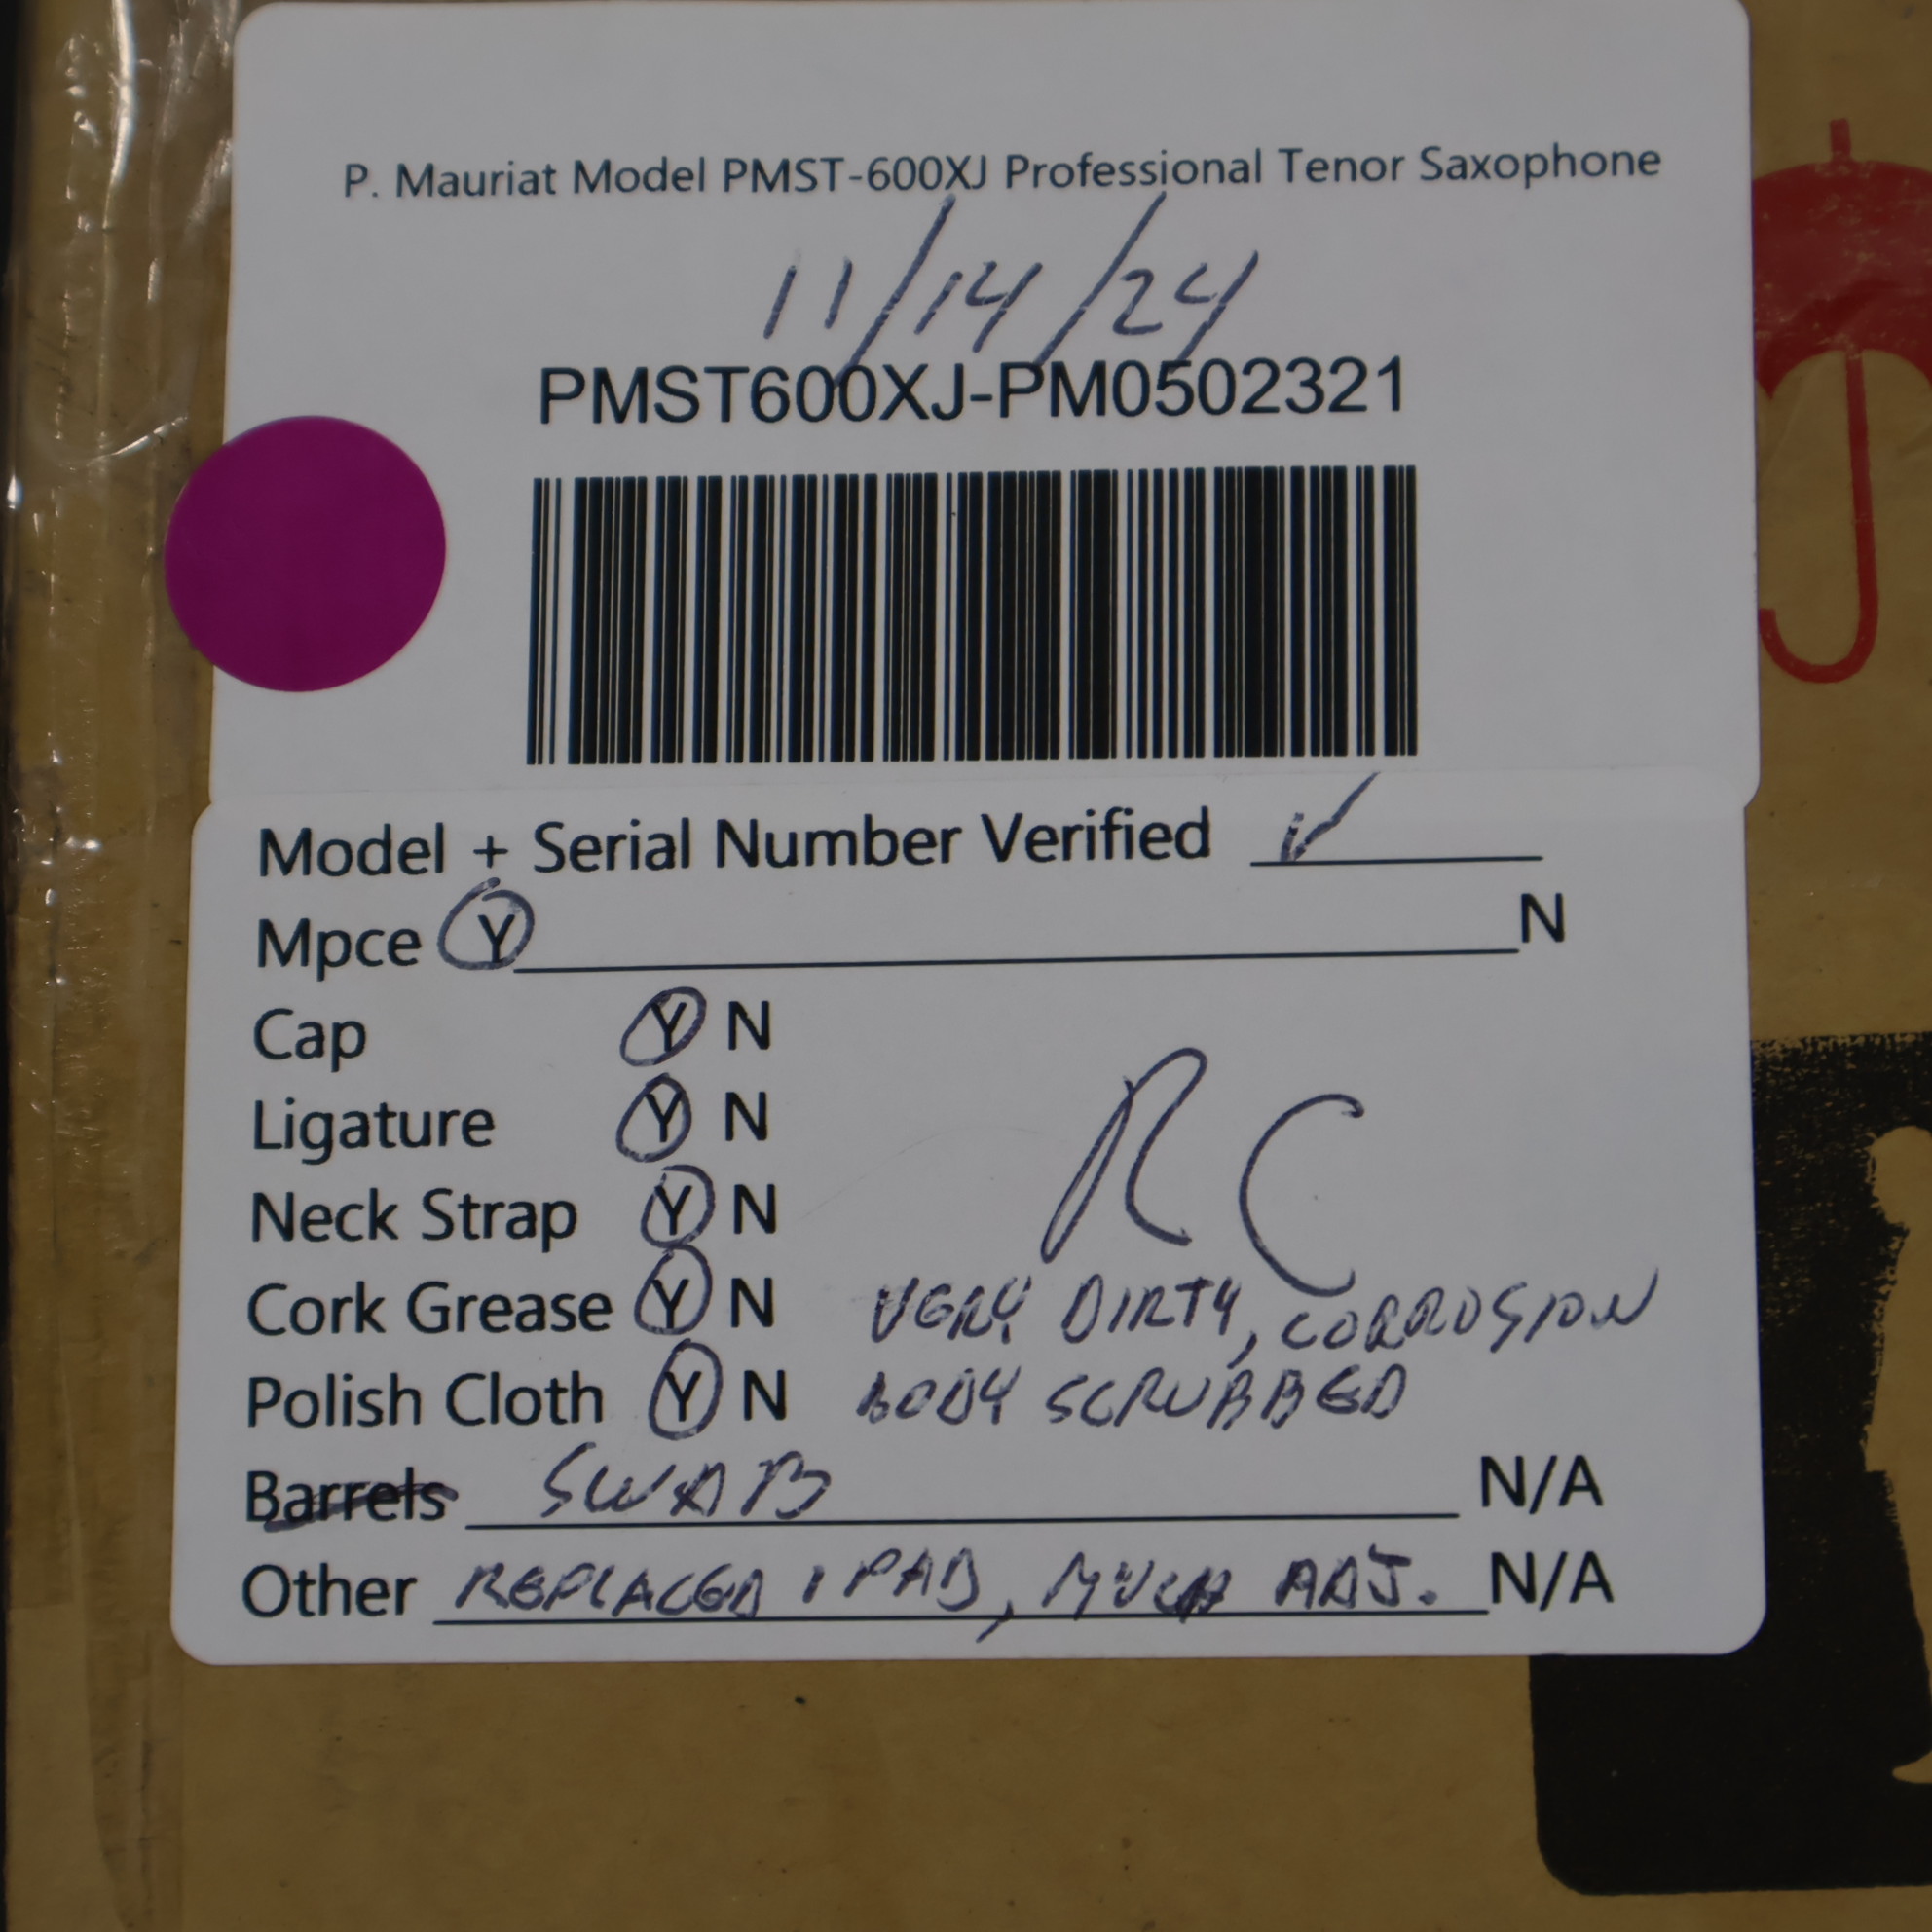 P. Mauriat Model PMST-600XJ Professional Tenor Saxophone
11/14/24
PMST600XJ-PM0502321
Model + Serial Number Verified ✓
Mpce Y N
Cap Y N
Ligature Y N
Neck Strap Y N
RC
Cork Grease Y N VERY DIRTY, CORROSION
Polish Cloth Y N BODY SCRUBBED
Barrels SWAB N/A
Other REPLACED 1 PAD, MUCH ADJ. N/A